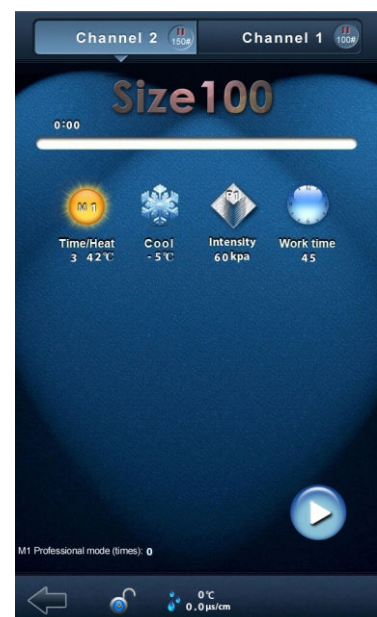 Channel 2 150# Channel 1 100#
Size100
0:00
M 1
Time/Heat Cool Intensity Work time
3 42℃ -5℃ 60kpa 45
M1 Professional mode (times): 0
0℃
0.0μs/cm